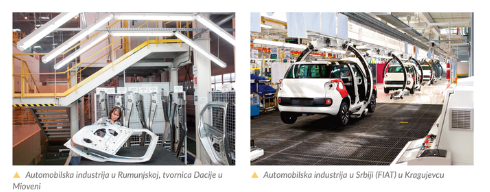 Automobilska industrija u Rumunjskoj, tvornica Dacije u
Mioveni
Automobilska industrija u Srbiji (FIAT) u Kragujevcu